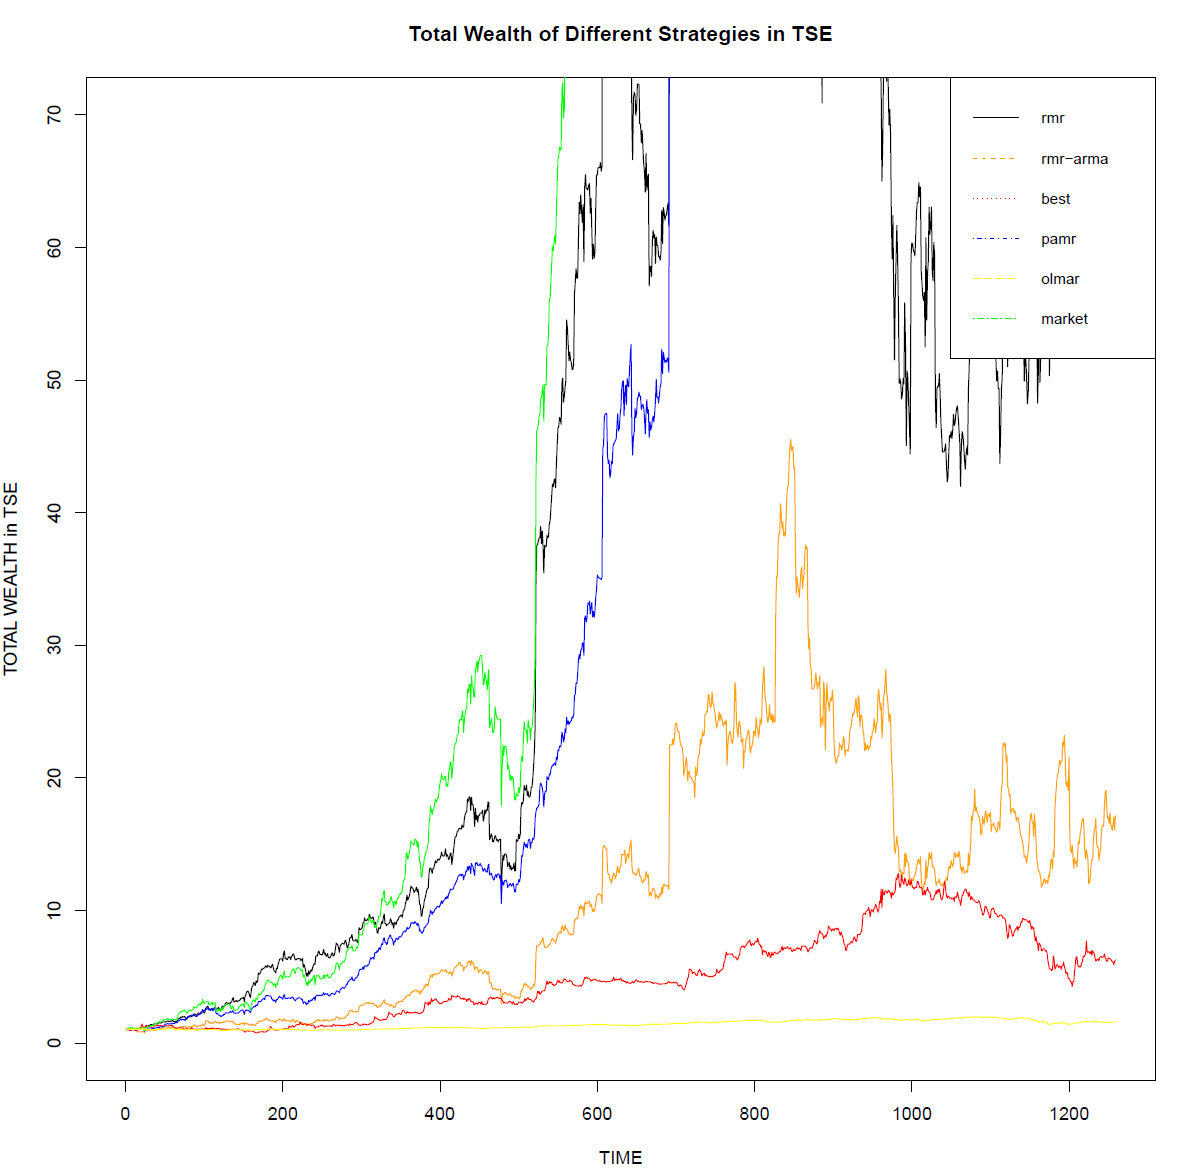 Total Wealth of Different Strategies in TSE
TOTAL WEALTH in TSE
70
60
50
40
30
20
10
0
rmr
rmr−arma
best
pamr
olmar
market
0 200 400 600 800 1000 1200
TIME